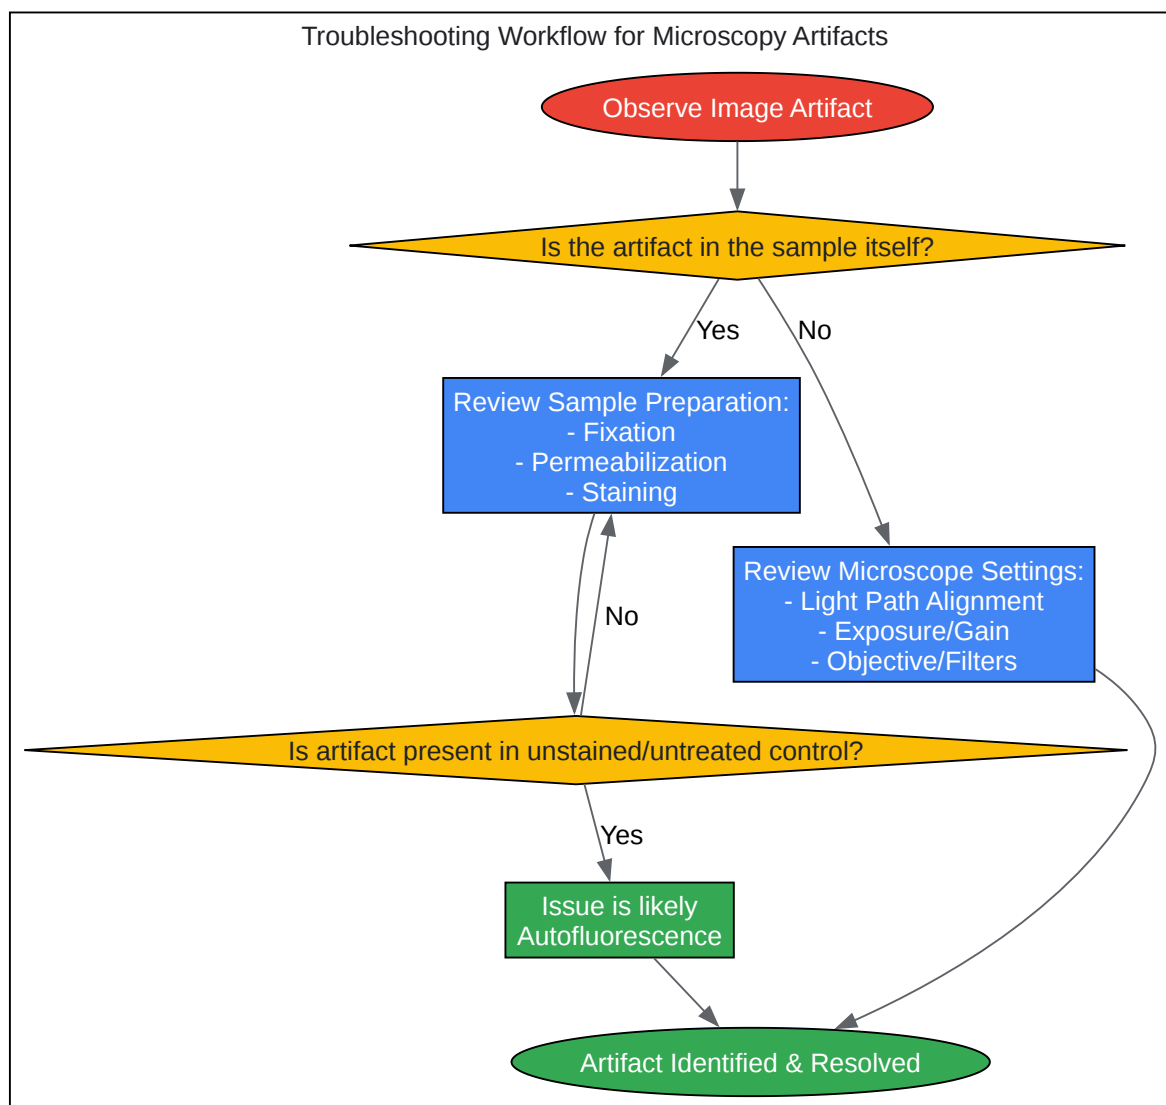 Troubleshooting Workflow for Microscopy Artifacts
Observe Image Artifact
Is the artifact in the sample itself?
Yes
No
Review Sample Preparation:
- Fixation
- Permeabilization
- Staining
Review Microscope Settings:
- Light Path Alignment
- Exposure/Gain
- Objective/Filters
No
Is artifact present in unstained/untreated control?
Yes
Issue is likely
Autofluorescence
Artifact Identified & Resolved